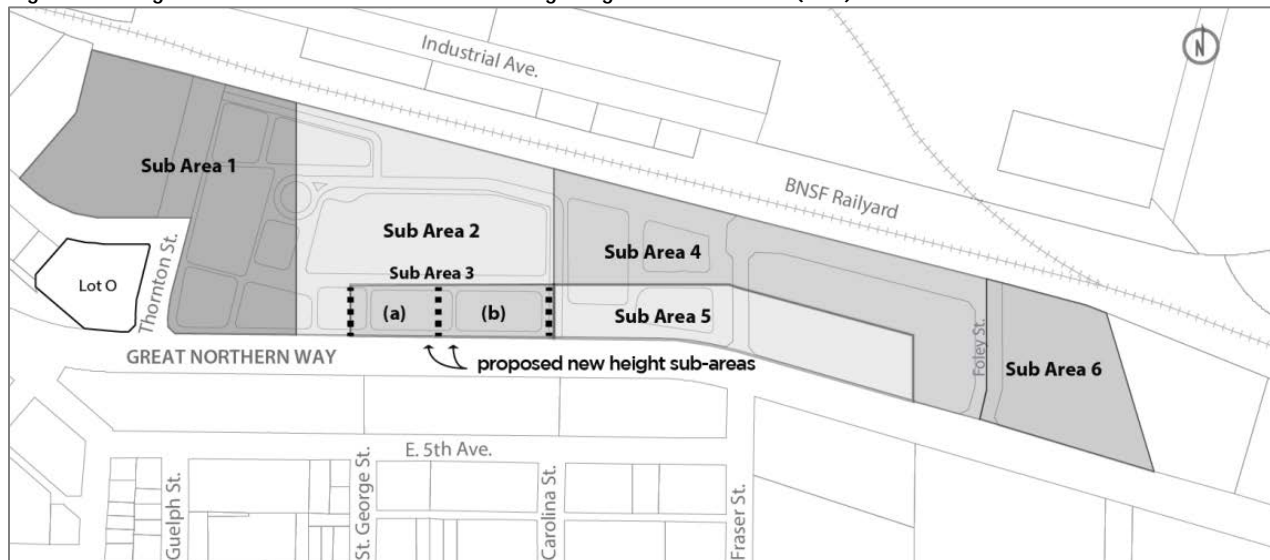 Industrial Ave.
N
Sub Area 1
BNSF Railyard
Sub Area 2
Sub Area 4
Sub Area 3
Lot O
Thornton St.
(a)
(b)
Sub Area 5
GREAT NORTHERN WAY
proposed new height sub-areas
Foley St.
Sub Area 6
E. 5th Ave.
Guelph St.
St. George St.
Carolina St.
Fraser St.